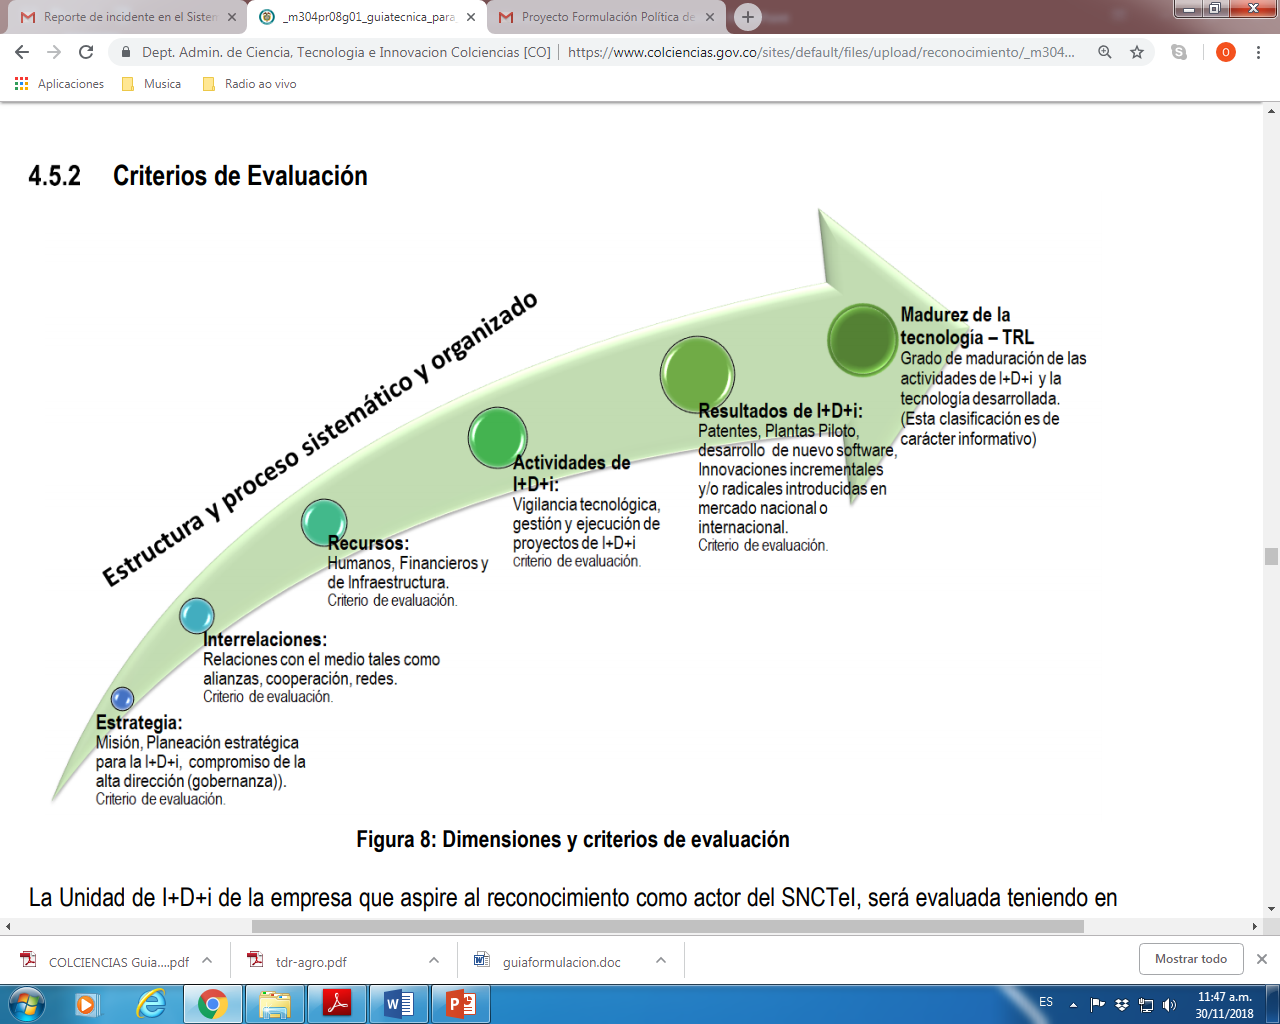 Reporte de incidente en el Sistem
_m304pr08g01_guiatecnica_para
Proyecto Formulación Política de
Dept. Admin. de Ciencia, Tecnologia e Innovacion Colciencias [CO]
https://www.colciencias.gov.co/sites/default/files/upload/reconocimiento/_m304...
O
Aplicaciones
Musica
Radio ao vivo
4.5.2 Criterios de Evaluación
Estructura y proceso sistemático y organizado
Madurez de la
tecnología – TRL
Grado de maduración de las
actividades de I+D+i y la
tecnología desarrollada.
(Esta clasificación es de
carácter informativo)
Resultados de I+D+i:
Patentes, Plantas Piloto,
desarrollo de nuevo software,
Innovaciones incrementales
y/o radicales introducidas en
mercado nacional o
internacional.
Criterio de evaluación.
Actividades de
I+D+i:
Vigilancia tecnológica,
gestión y ejecución de
proyectos de I+D+i
criterio de evaluación.
Recursos:
Humanos, Financieros y
de Infraestructura.
Criterio de evaluación.
Interrelaciones:
Relaciones con el medio tales como
alianzas, cooperación, redes.
Criterio de evaluación.
Estrategia:
Misión, Planeación estratégica
para la I+D+i, compromiso de la
alta dirección (gobernanza)).
Criterio de evaluación.
Figura 8: Dimensiones y criterios de evaluación
La Unidad de I+D+i de la empresa que aspire al reconocimiento como actor del SNCTeI, será evaluada teniendo en
COLCIENCIAS Guia....pdf
tdr-agro.pdf
guiaformulacion.doc
Mostrar todo
ES
11:47 a.m.
30/11/2018